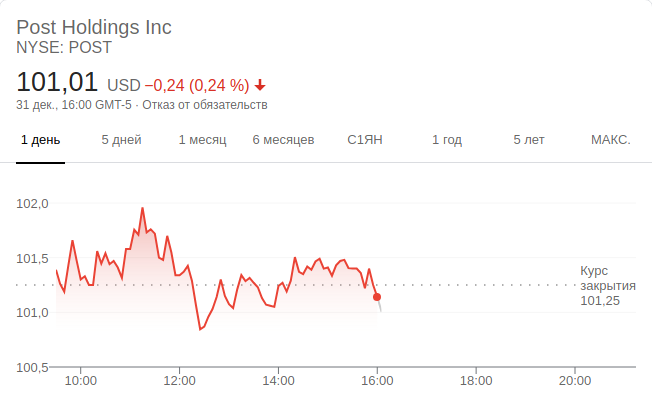 Post Holdings Inc
NYSE: POST
101,01 USD −0,24 (0,24 %)
31 дек., 16:00 GMT-5 · Отказ от обязательств
1 день 5 дней 1 месяц 6 месяцев С1ЯН 1 год 5 лет МАКС.
102,0
101,5
Курс
закрытия
101,25
101,0
100,5
10:00 12:00 14:00 16:00 18:00 20:00